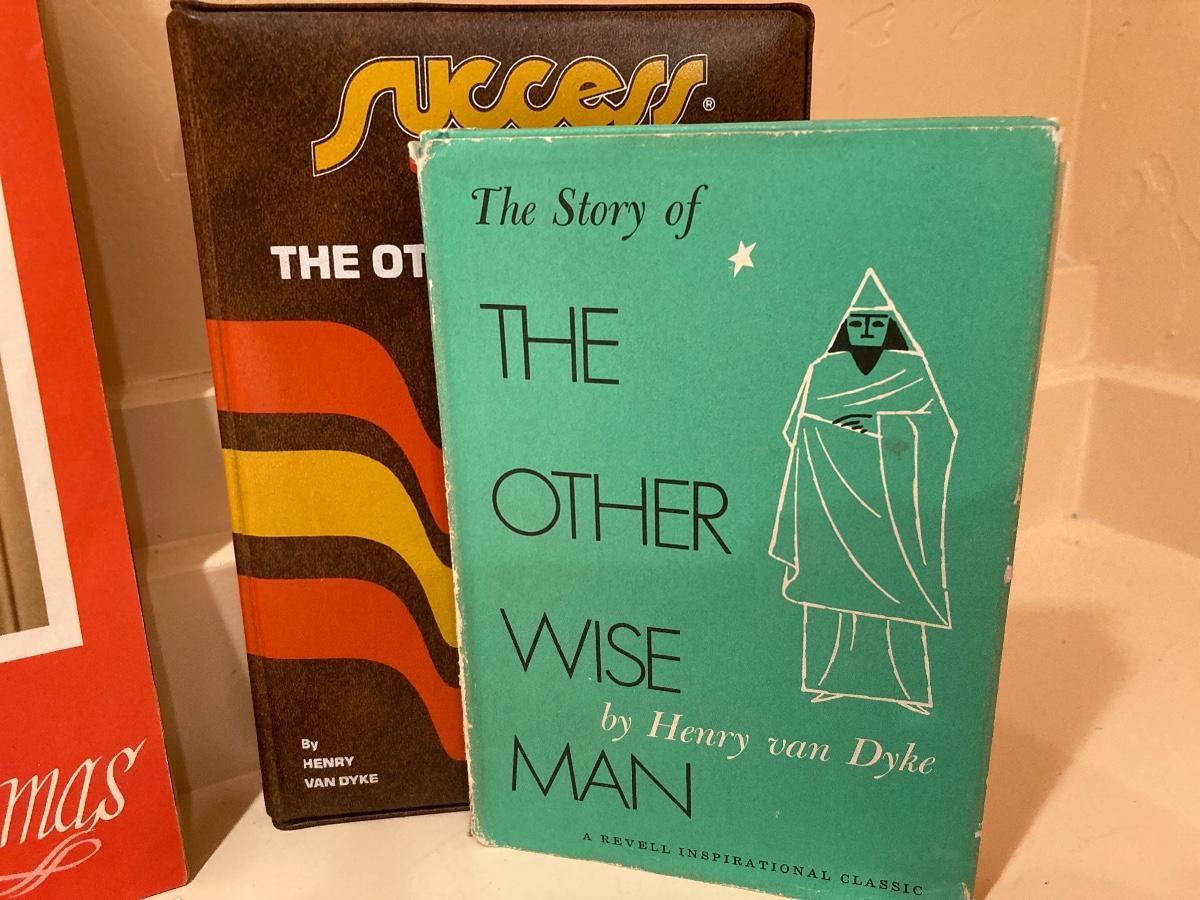 success®
THE OT
By
HENRY
VAN DYKE
The Story of
THE
OTHER
WISE
by Henry van Dyke
MAN
A REVELL INSPIRATIONAL CLASSIC
mas